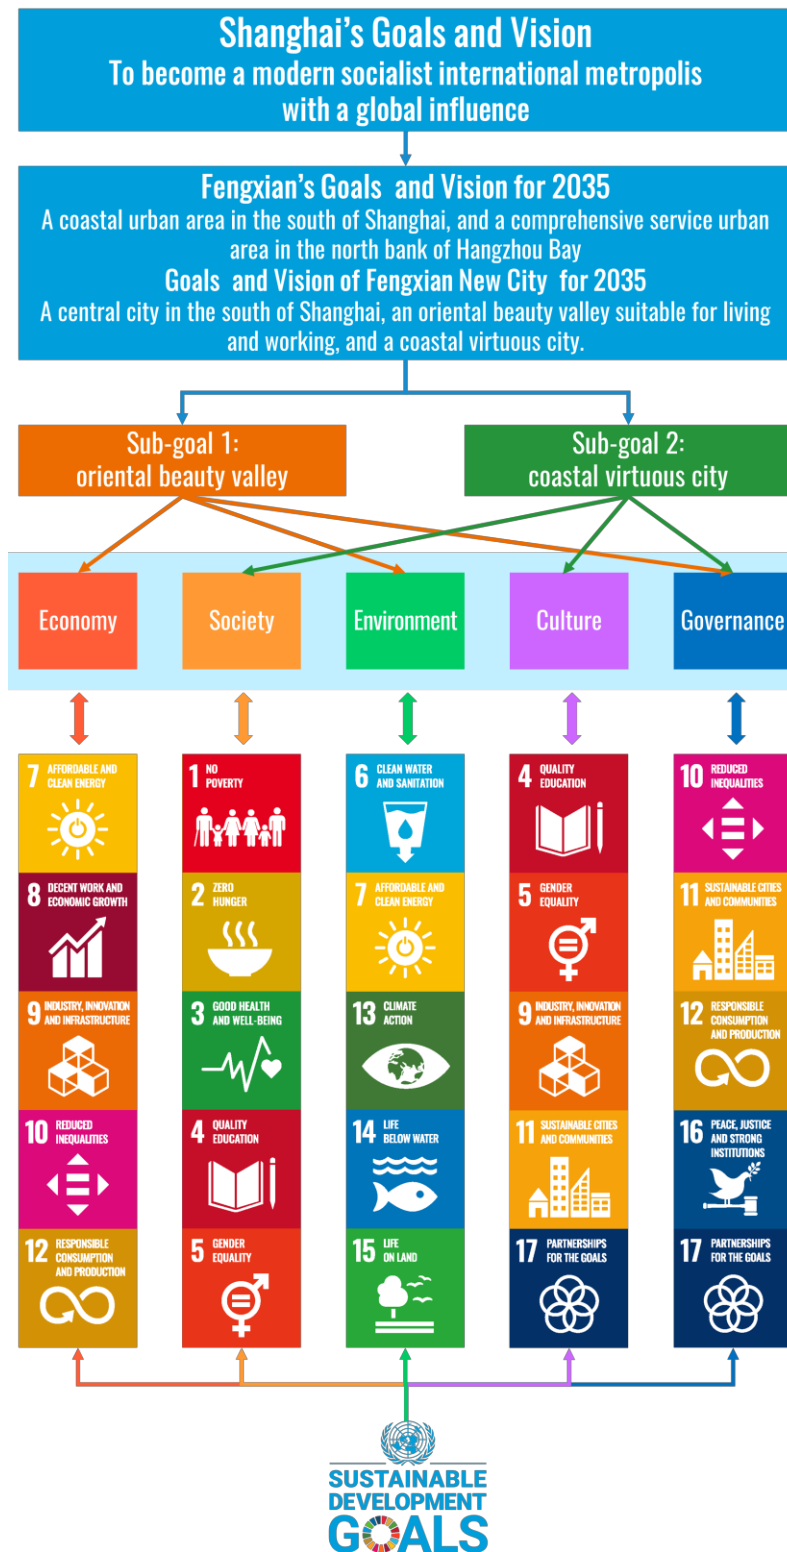 Shanghai's Goals and Vision
To become a modern socialist international metropolis
with a global influence
Fengxian's Goals and Vision for 2035
A coastal urban area in the south of Shanghai, and a comprehensive service urban
area in the north bank of Hangzhou Bay
Goals and Vision of Fengxian New City for 2035
A central city in the south of Shanghai, an oriental beauty valley suitable for living
and working, and a coastal virtuous city.
Sub-goal 1:
oriental beauty valley
Sub-goal 2:
coastal virtuous city
Economy
Society
Environment
Culture
Governance
7 AFFORDABLE AND
CLEAN ENERGY
8 DECENT WORK AND
ECONOMIC GROWTH
9 INDUSTRY, INNOVATION
AND INFRASTRUCTURE
10 REDUCED
INEQUALITIES
12 RESPONSIBLE
CONSUMPTION
AND PRODUCTION
1 NO
POVERTY
2 ZERO
HUNGER
3 GOOD HEALTH
AND WELL-BEING
4 QUALITY
EDUCATION
5 GENDER
EQUALITY
6 CLEAN WATER
AND SANITATION
7 AFFORDABLE AND
CLEAN ENERGY
13 CLIMATE
ACTION
14 LIFE
BELOW WATER
15 LIFE
ON LAND
4 QUALITY
EDUCATION
5 GENDER
EQUALITY
9 INDUSTRY, INNOVATION
AND INFRASTRUCTURE
11 SUSTAINABLE CITIES
AND COMMUNITIES
17 PARTNERSHIPS
FOR THE GOALS
10 REDUCED
INEQUALITIES
11 SUSTAINABLE CITIES
AND COMMUNITIES
12 RESPONSIBLE
CONSUMPTION
AND PRODUCTION
16 PEACE, JUSTICE
AND STRONG
INSTITUTIONS
17 PARTNERSHIPS
FOR THE GOALS
SUSTAINABLE
DEVELOPMENT
GOALS